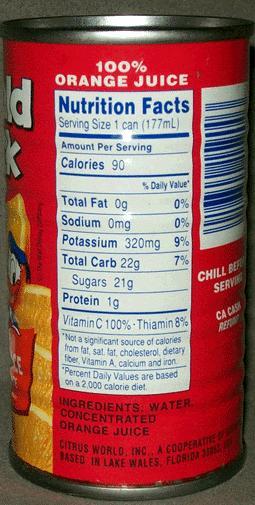 100%
ORANGE JUICE
Nutrition Facts
Serving Size 1 can (177mL)
Amount Per Serving
Calories 90
% Daily Value*
Total Fat 0g 0%
Sodium 0mg 0%
Potassium 320mg 9%
Total Carb 22g 7%
Sugars 21g
Protein 1g
Vitamin C 100% · Thiamin 8%
*Not a significant source of calories
from fat, sat. fat, cholesterol, dietary
fiber, Vitamin A, calcium and iron.
*Percent Daily Values are based
on a 2,000 calorie diet.
INGREDIENTS: WATER,
CONCENTRATED
ORANGE JUICE
CITRUS WORLD, INC., A COOPERATIVE
BASED IN LAKE WALES, FLORIDA
ld
k
CHILL BEF
SERVING
CA CASH